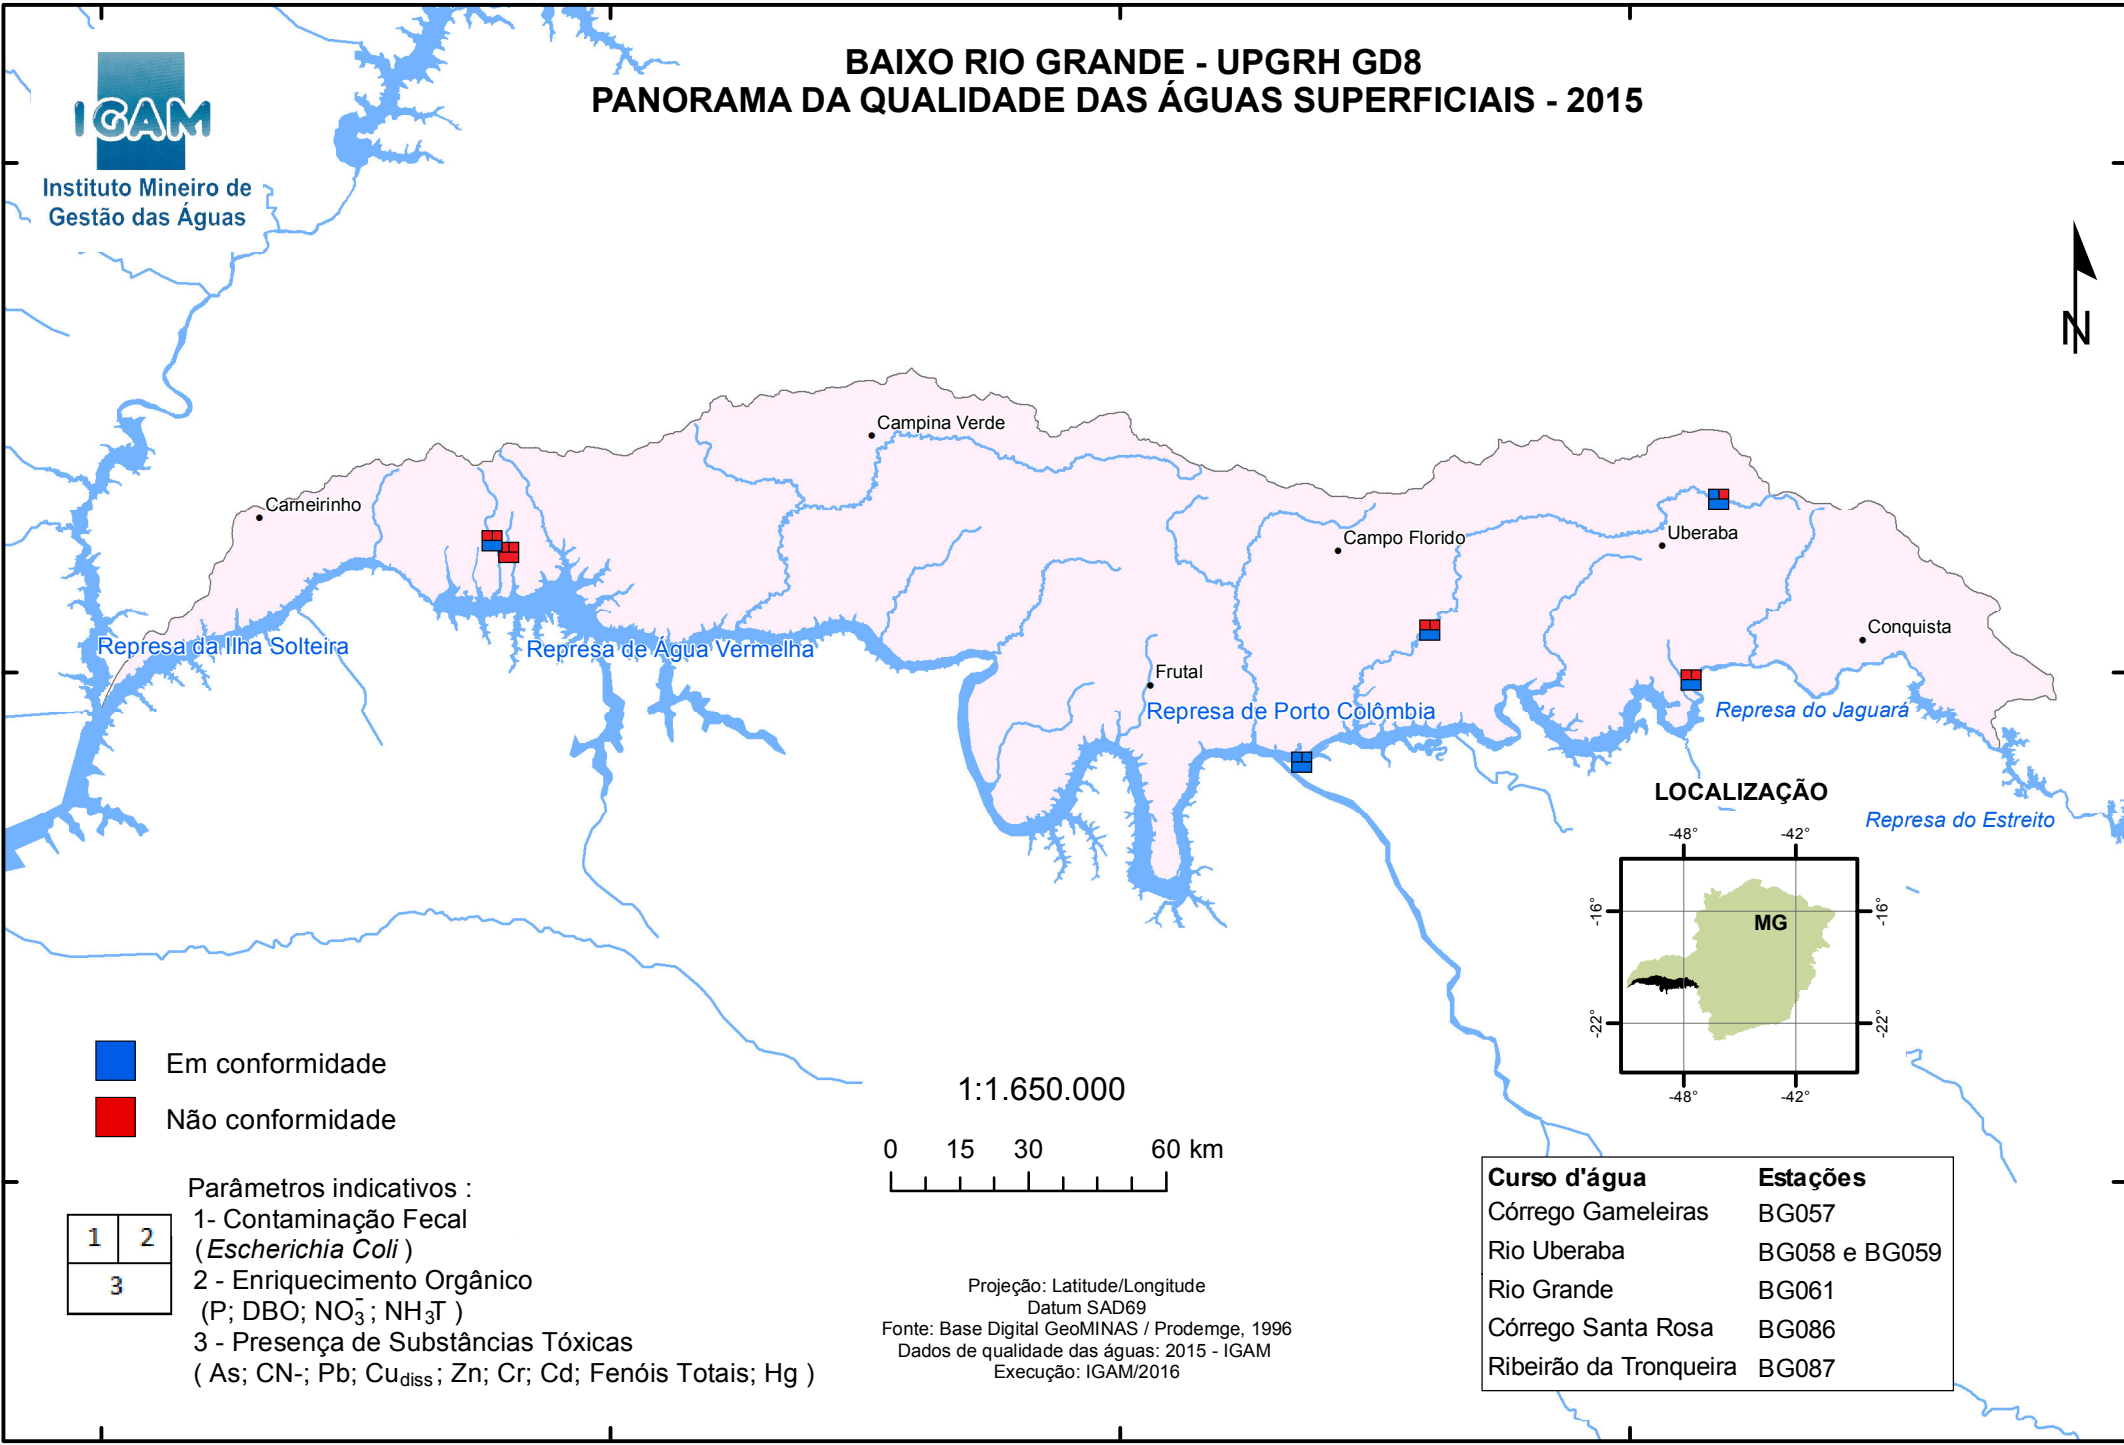 BAIXO RIO GRANDE - UPGRH GD8
PANORAMA DA QUALIDADE DAS ÁGUAS SUPERFICIAIS - 2015
IGAM
Instituto Mineiro de
Gestão das Águas
N
Campina Verde
Carneirinho
Campo Florido
Uberaba
Conquista
Frutal
Represa da Ilha Solteira
Represa de Água Vermelha
Represa de Porto Colômbia
Represa do Jaguará
Represa do Estreito
LOCALIZAÇÃO
-48° -42°
-16° -16°
MG
-22° -22°
-48° -42°
Em conformidade
Não conformidade
1:1.650.000
0 15 30 60 km
Parâmetros indicativos :
1- Contaminação Fecal
(Escherichia Coli )
2 - Enriquecimento Orgânico
(P; DBO; NO₃⁻; NH₃T )
3 - Presença de Substâncias Tóxicas
( As; CN-; Pb; Cudiss; Zn; Cr; Cd; Fenóis Totais; Hg )
1 2
3
Projeção: Latitude/Longitude
Datum SAD69
Fonte: Base Digital GeoMINAS / Prodemge, 1996
Dados de qualidade das águas: 2015 - IGAM
Execução: IGAM/2016
Curso d'água Estações
Córrego Gameleiras BG057
Rio Uberaba BG058 e BG059
Rio Grande BG061
Córrego Santa Rosa BG086
Ribeirão da Tronqueira BG087